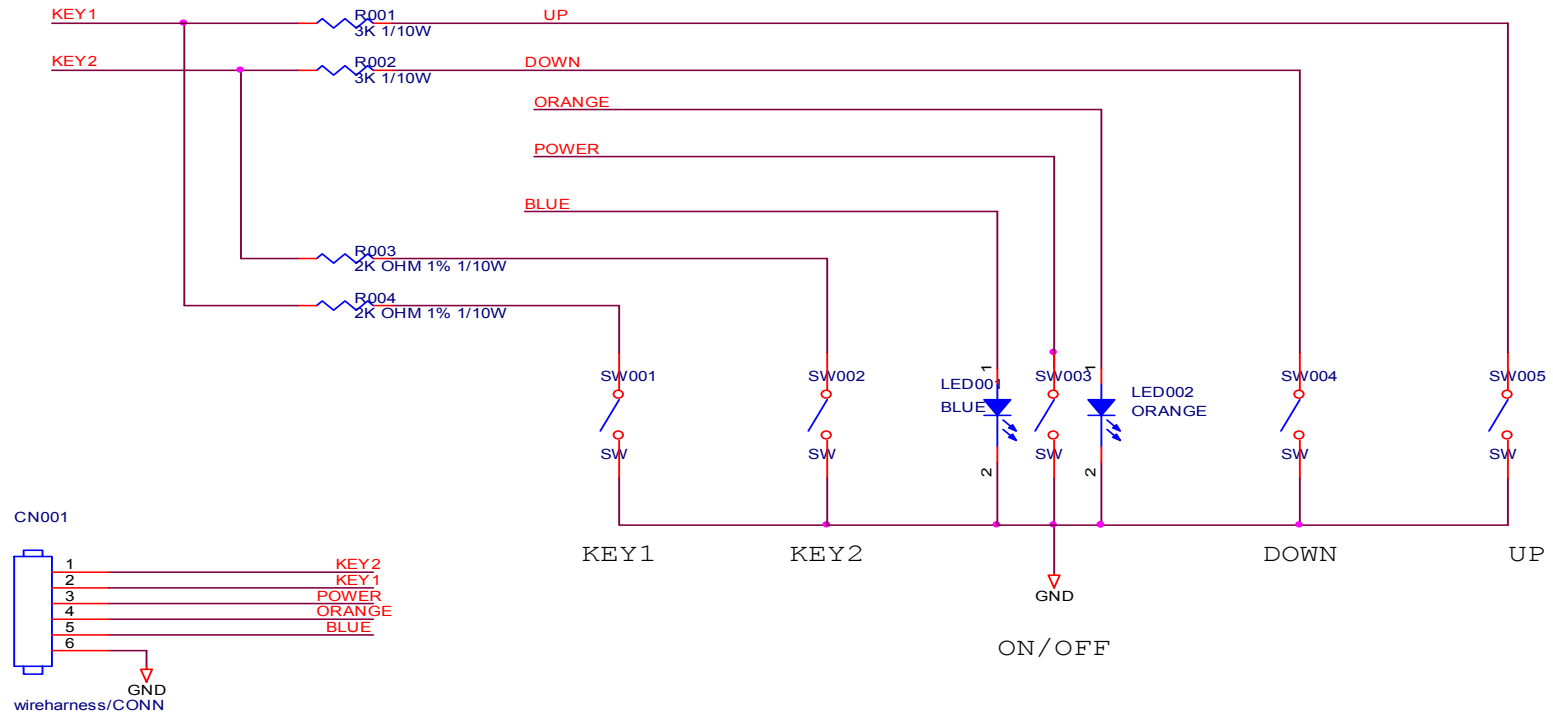 KEY1
R001
UP
3K 1/10W
KEY2
R002
DOWN
3K 1/10W
ORANGE
POWER
BLUE
R003
2K OHM 1% 1/10W
R004
2K OHM 1% 1/10W
SW001
SW002
LED001
BLUE
1
2
SW003
1
2
LED002
ORANGE
SW004
SW005
SW
SW
SW
SW
SW
KEY1
KEY2
DOWN
UP
GND
ON/OFF
CN001
1
KEY2
2
KEY1
3
POWER
4
ORANGE
5
BLUE
6
GND
wireharness/CONN